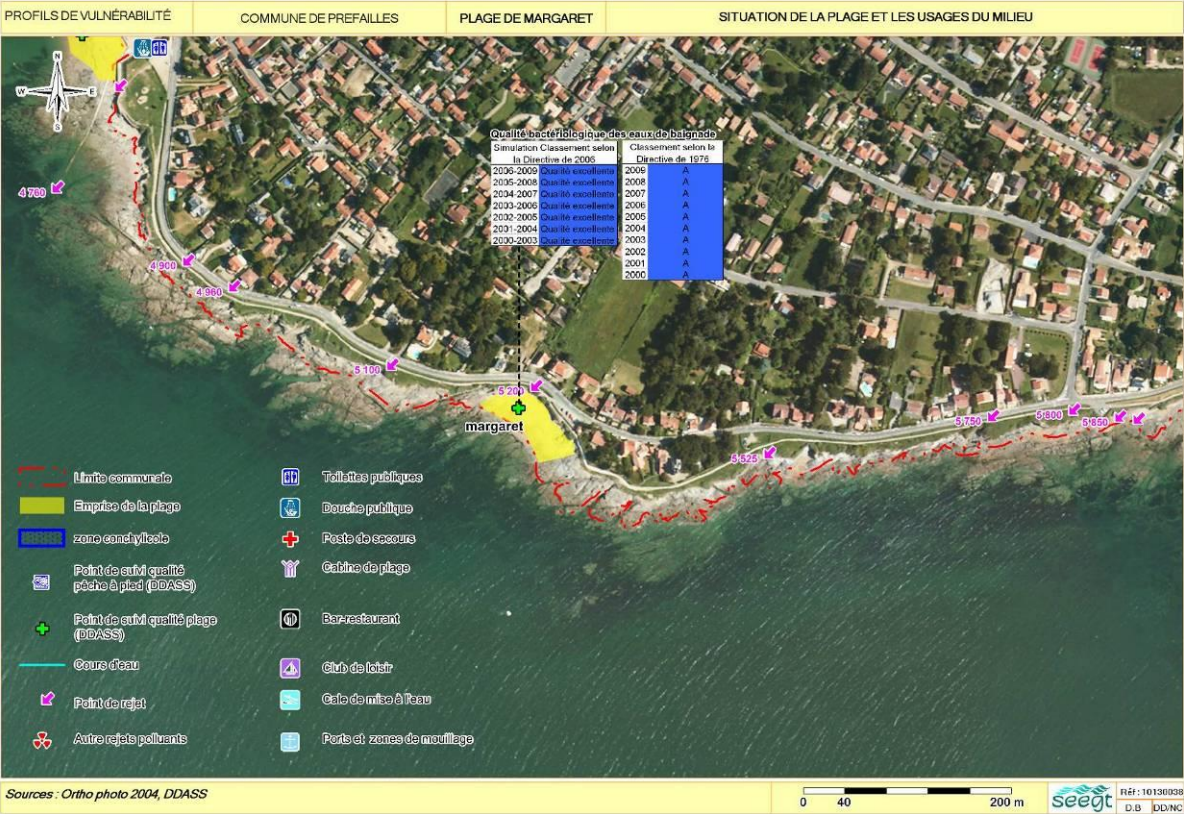 PROFILS DE VULNÉRABILITÉ
COMMUNE DE PREFAILLES
PLAGE DE MARGARET
SITUATION DE LA PLAGE ET LES USAGES DU MILIEU
N
W E
S
Qualité bactériologique des eaux de baignade
Simulation Classement selon
la Directive de 2006
2006-2009 Qualité excellente
2005-2008 Qualité excellente
2004-2007 Qualité excellente
2003-2006 Qualité excellente
2002-2005 Qualité excellente
2001-2004 Qualité excellente
2000-2003 Qualité excellente
Classement selon la
Directive de 1976
2009 A
2008 A
2007 A
2006 A
2005 A
2004 A
2003 A
2002 A
2001 A
2000 A
4 760
4 900
4 960
5 100
5 200
margaret
5 525
5 750
5 800
5 850
Limite communale
Emprise de la plage
zone conchylicole
Point de suivi qualité
pêche à pied (DDASS)
Point de suivi qualité plage
(DDASS)
Cours d'eau
Point de rejet
Autre rejets polluants
Toilettes publiques
Douche publique
Poste de secours
Cabine de plage
Bar-restaurant
Club de loisir
Cale de mise à l'eau
Ports et zones de mouillage
Sources : Ortho photo 2004, DDASS
0 40 200 m
seegt
Réf : 10130038
D.B DD/NC